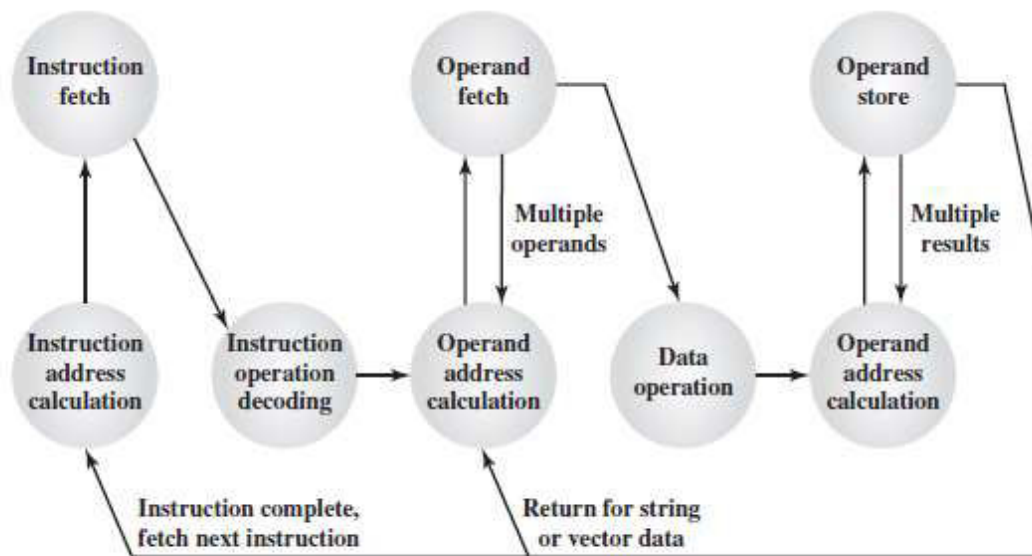 Instruction
fetch
Operand
fetch
Operand
store
Multiple
operands
Multiple
results
Instruction
address
calculation
Instruction
operation
decoding
Operand
address
calculation
Data
operation
Operand
address
calculation
Instruction complete,
fetch next instruction
Return for string
or vector data